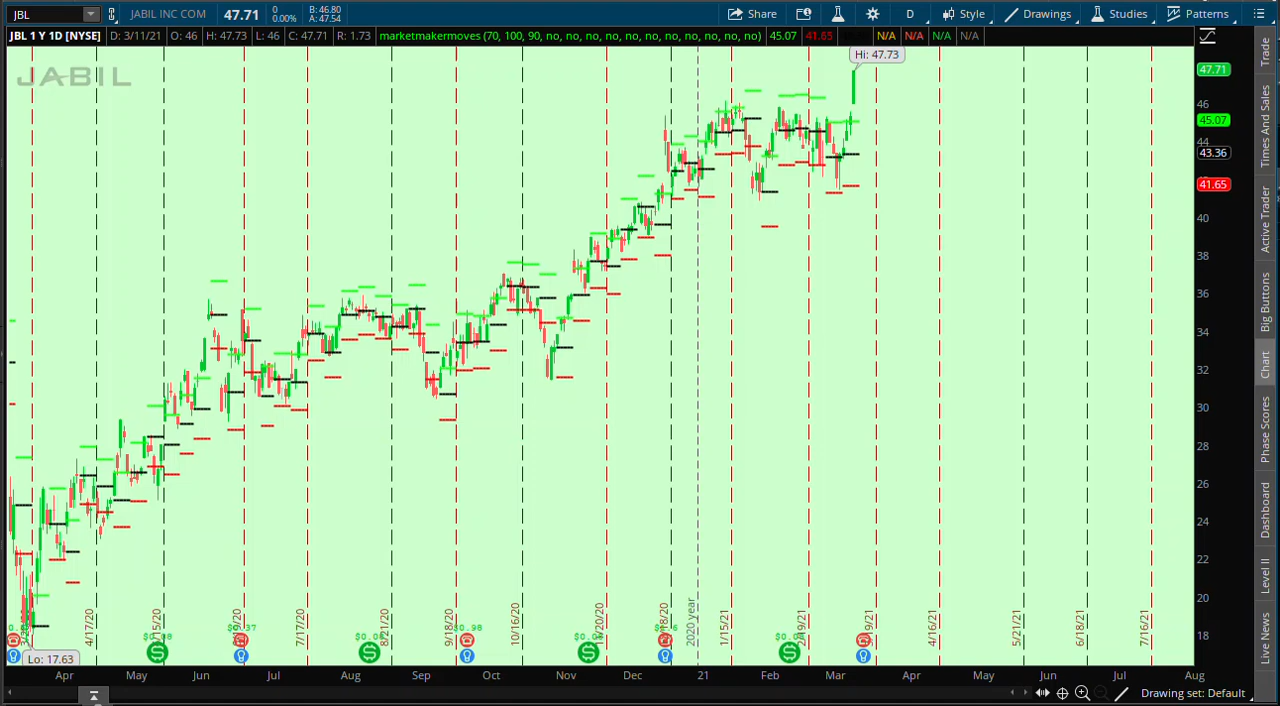 JBL
JABIL INC COM
47.71
0
0.00%
B: 46.80
A: 47.54
Share
D
Style
Drawings
Studies
Patterns
JBL 1 Y 1D [NYSE]
D: 3/11/21
O: 46
H: 47.73
L: 46
C: 47.71
R: 1.73
marketmakermoves (70, 100, 90, no, no, no, no, no, no, no, no, no, no, no)
45.07
41.65
N/A
N/A
N/A
N/A
JABIL
Hi: 47.73
47.71
46
45.07
44
43.36
41.65
40
38
36
34
32
30
28
26
24
22
20
18
Lo: 17.63
4/17/20
7/17/20
8/21/20
9/18/20
10/16/20
2020 year
1/15/21
4/16/21
5/21/21
6/18/21
7/16/21
Apr
May
Jun
Jul
Aug
Sep
Oct
Nov
Dec
21
Feb
Mar
Apr
May
Jun
Jul
Aug
Drawing set: Default
Trade
Times And Sales
Active Trader
Big Buttons
Chart
Phase Scores
Dashboard
Level II
Live News